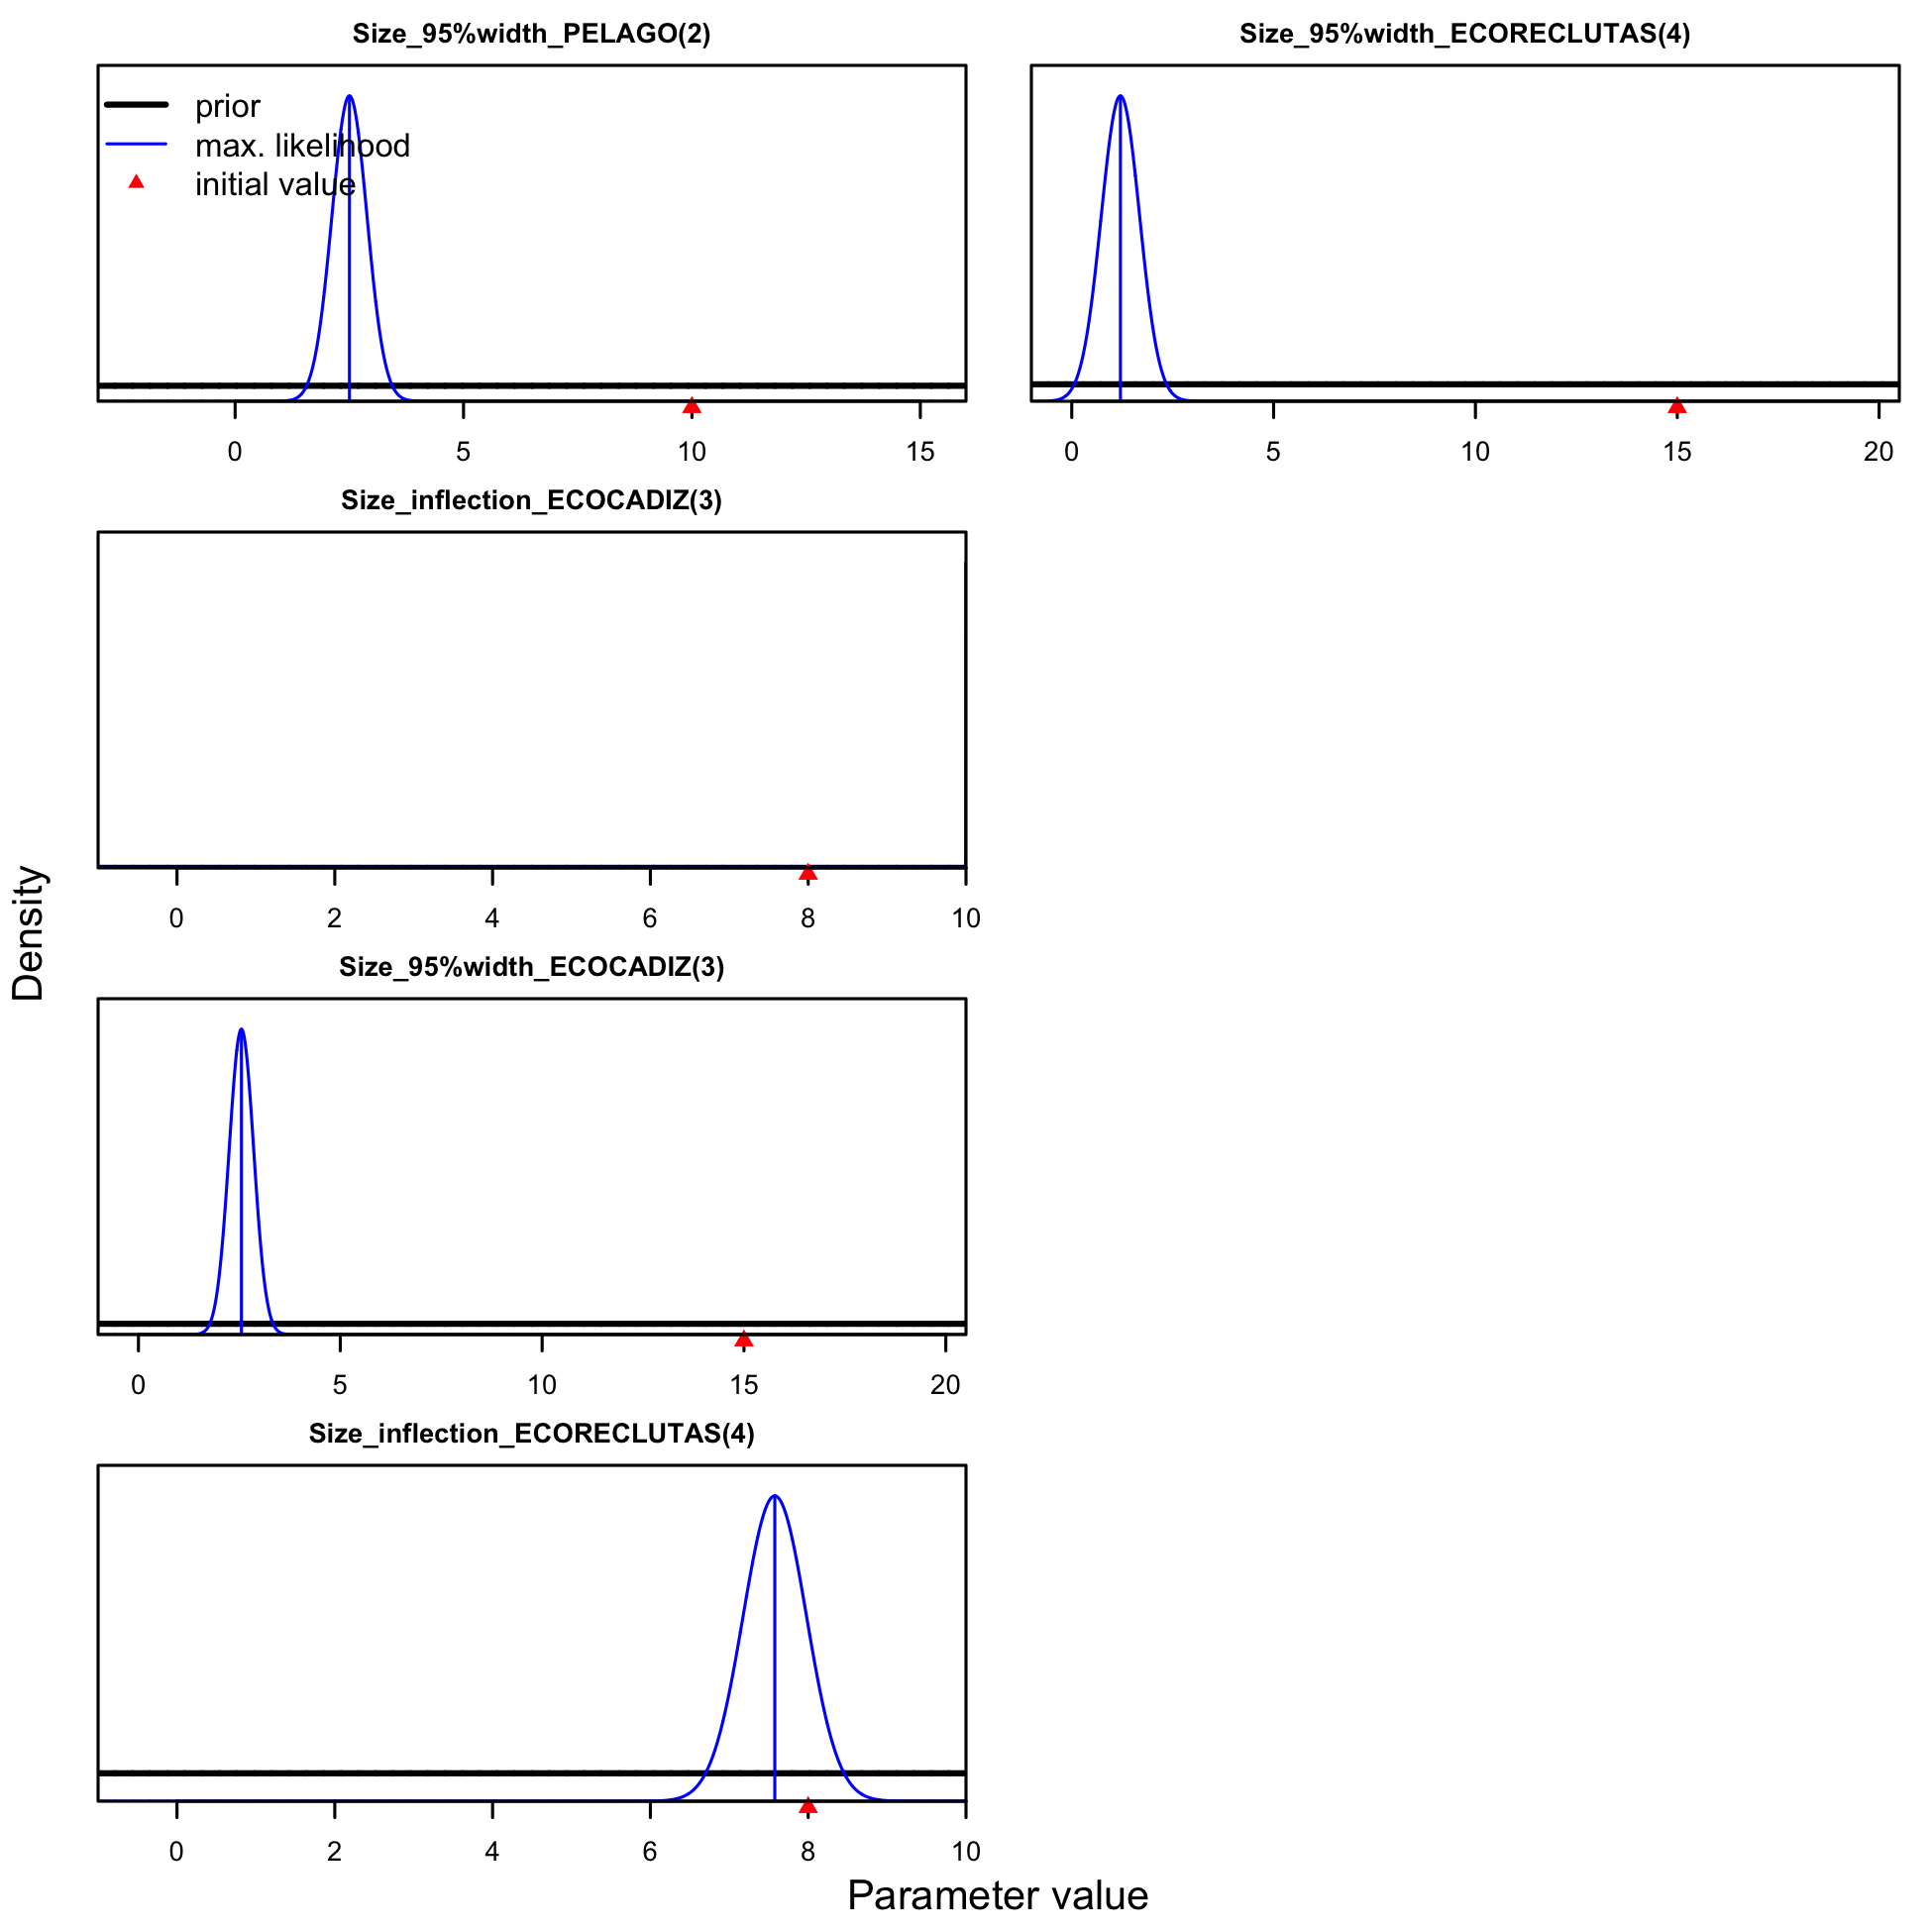 Size_95%width_PELAGO(2)
prior
max. likelihood
initial value
0 5 10 15
Size_95%width_ECORECLUTAS(4)
0 5 10 15 20
Size_inflection_ECOCADIZ(3)
0 2 4 6 8 10
Size_95%width_ECOCADIZ(3)
0 5 10 15 20
Size_inflection_ECORECLUTAS(4)
0 2 4 6 8 10
Density
Parameter value